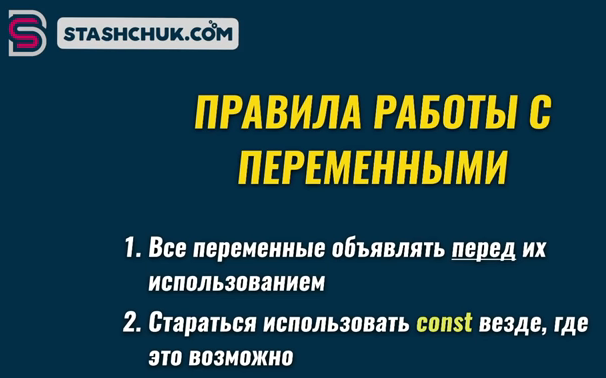 STASHCHUK.COM
ПРАВИЛА РАБОТЫ С
ПЕРЕМЕННЫМИ
1. Все переменные объявлять перед их
использованием
2. Стараться использовать const везде, где
это возможно